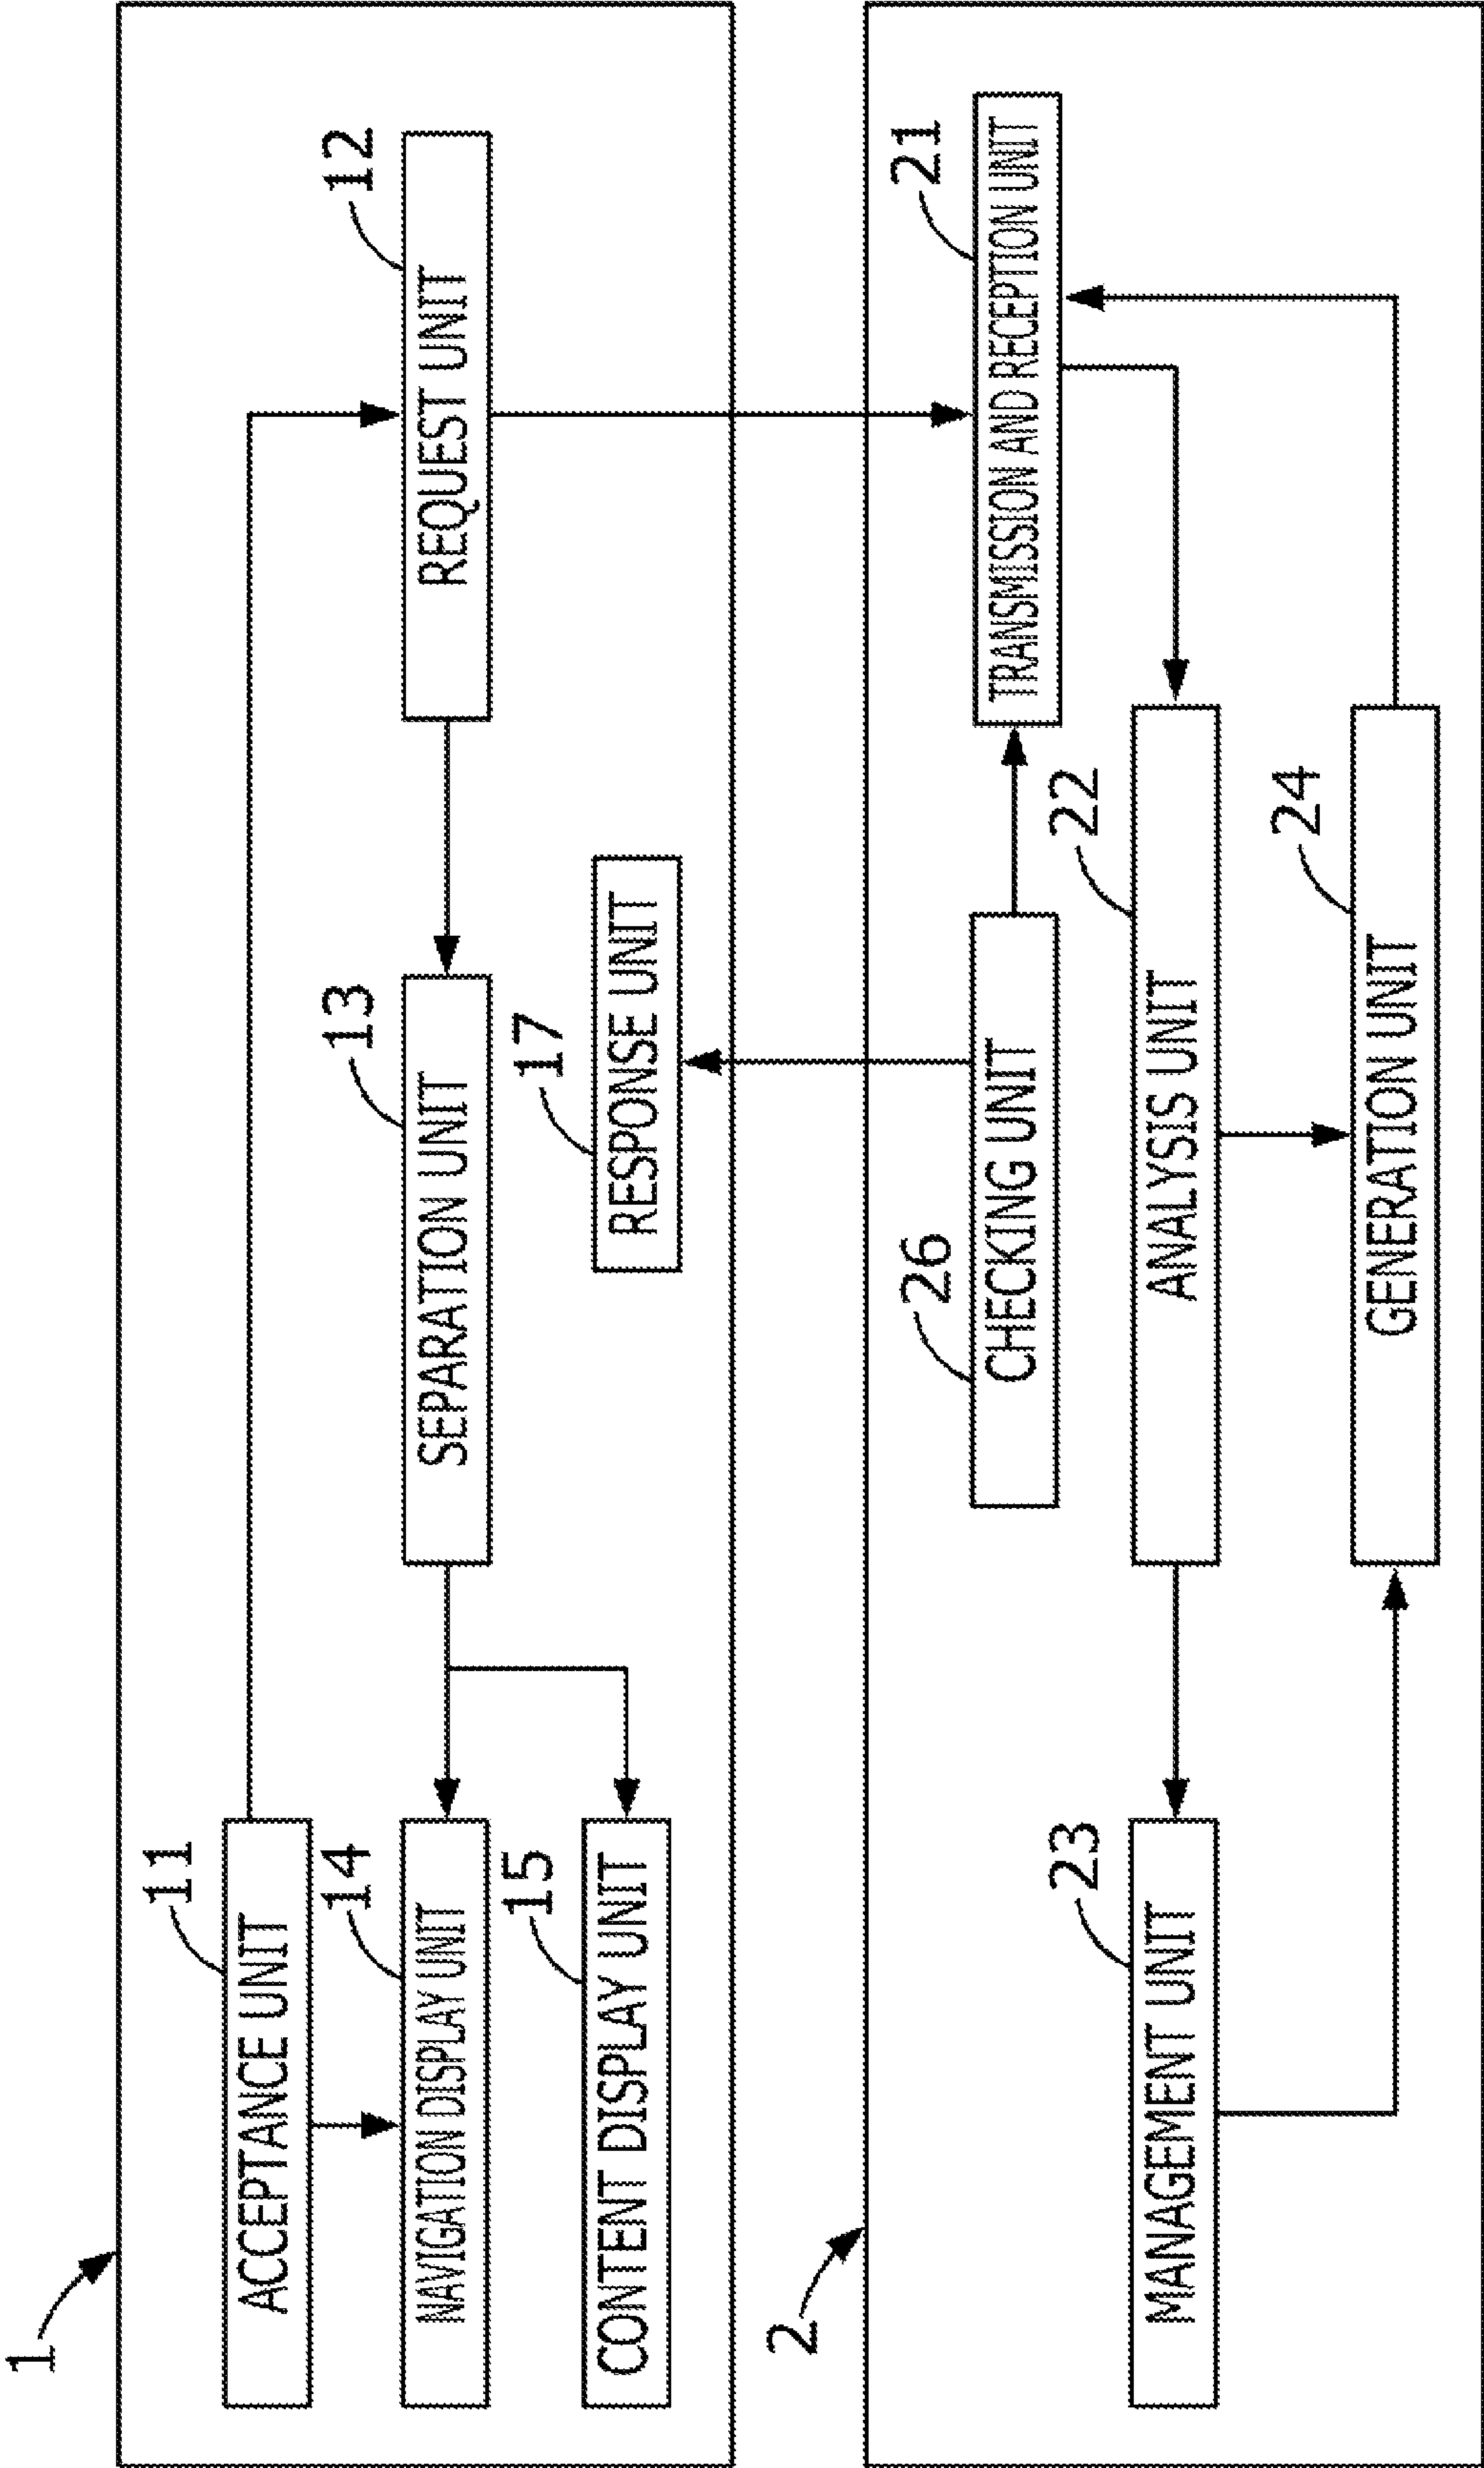 1
11
ACCEPTANCE UNIT
12
REQUEST UNIT
14
NAVIGATION DISPLAY UNIT
13
SEPARATION UNIT
15
CONTENT DISPLAY UNIT
17
RESPONSE UNIT
2
26
CHECKING UNIT
21
TRANSMISSION AND RECEPTION UNIT
23
MANAGEMENT UNIT
22
ANALYSIS UNIT
24
GENERATION UNIT